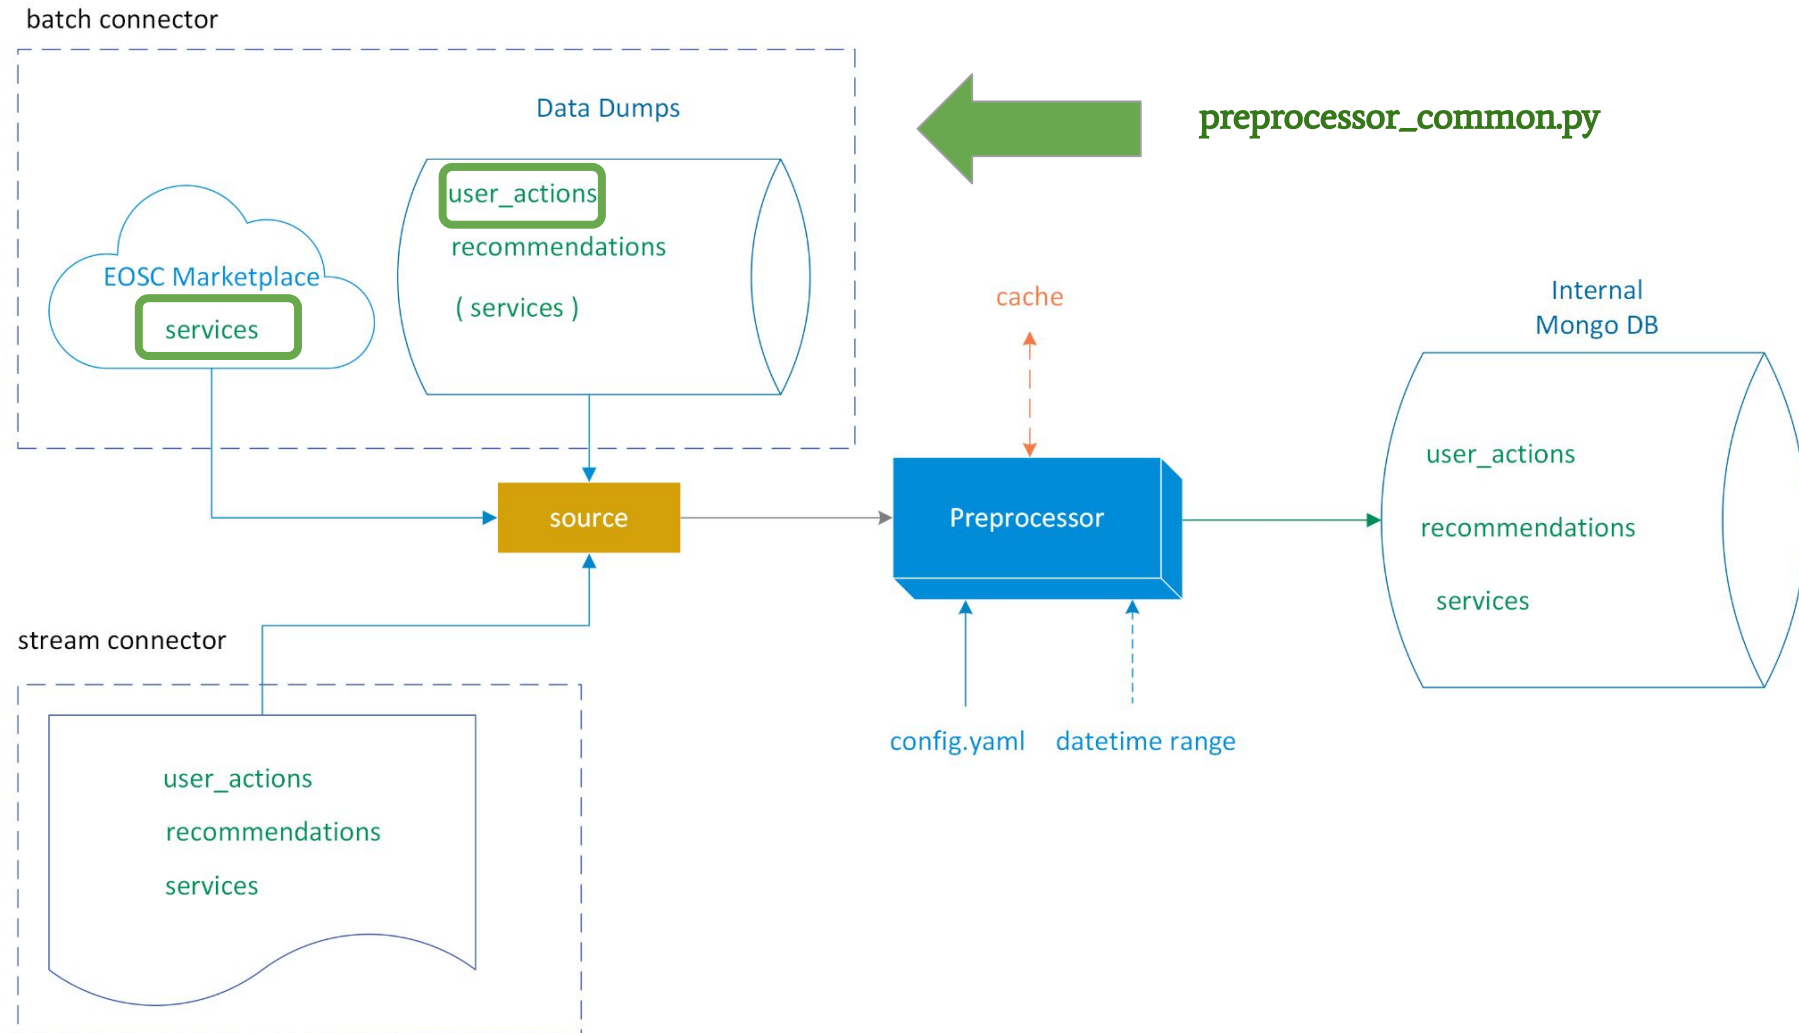 batch connector
Data Dumps
preprocessor_common.py
user_actions
recommendations
( services )
EOSC Marketplace
services
cache
Internal
Mongo DB
user_actions
recommendations
services
source
Preprocessor
config.yaml
datetime range
stream connector
user_actions
recommendations
services